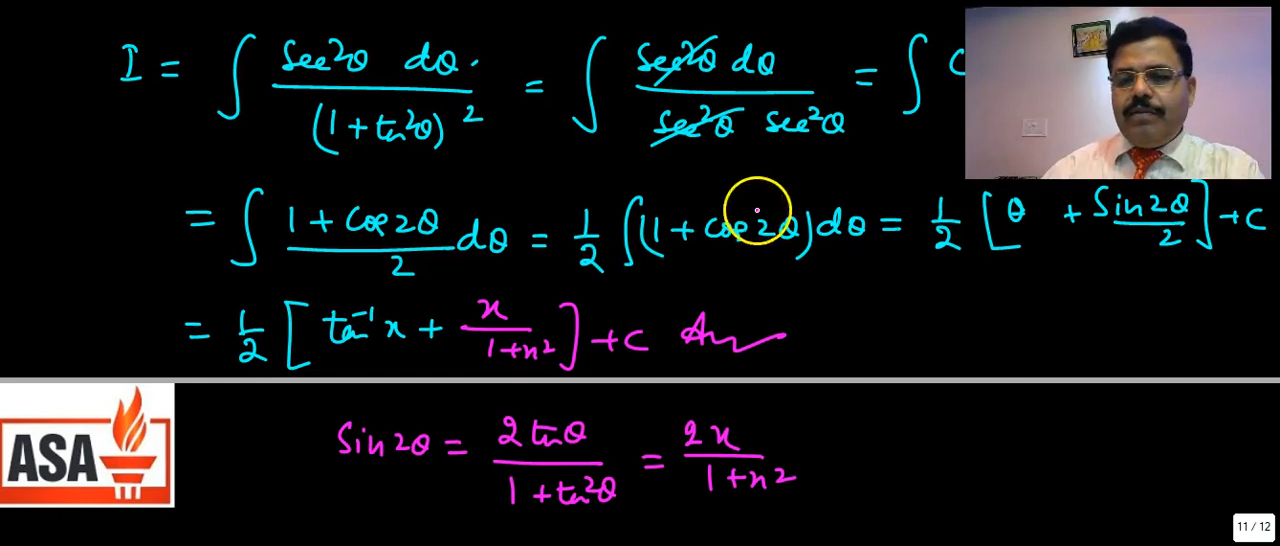 I = ∫ sec²θ dθ. / (1 + tan²θ)² = ∫ sec²θ dθ / sec²θ sec²θ = ∫ C
= ∫ 1 + cos2θ / 2 dθ = 1/2 ∫(1 + cos2θ) dθ = 1/2 [θ + Sin2θ / 2] + C
= 1/2 [tan⁻¹x + x / 1+x²] + C Ans
ASA
Sin2θ = 2tanθ / 1 + tan²θ = 2x / 1+x²
11 / 12